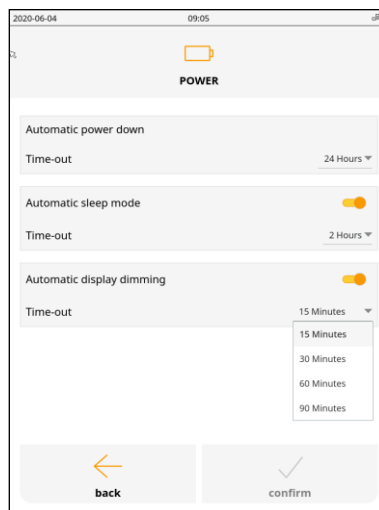 2020-06-04 09:05
POWER
Automatic power down
Time-out 24 Hours
Automatic sleep mode
Time-out 2 Hours
Automatic display dimming
Time-out 15 Minutes
15 Minutes
30 Minutes
60 Minutes
90 Minutes
back confirm